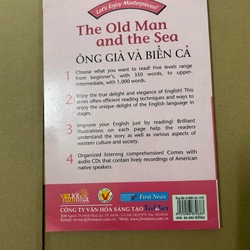 Let's Enjoy Masterpieces!
The Old Man
and the Sea
ÔNG GIÀ VÀ BIỂN CẢ
1 Choose what you want to read! Five levels range
from beginner's, with 350 words, to upper-
intermediate, with 1,000 words.
2 Enjoy the true delight and elegance of English! This
series offers efficient reading techniques and ways to
enjoy the unique delight of the English language in
stages.
3 Improve your English just by reading! Brilliant
illustrations on each page help the readers
understand the story as well as various aspects of
western culture and society.
4 Organized listening comprehension! Comes with
audio CDs that contain lively recordings of American
native speakers.
First News
CÔNG TY VĂN HÓA SÁNG TẠO